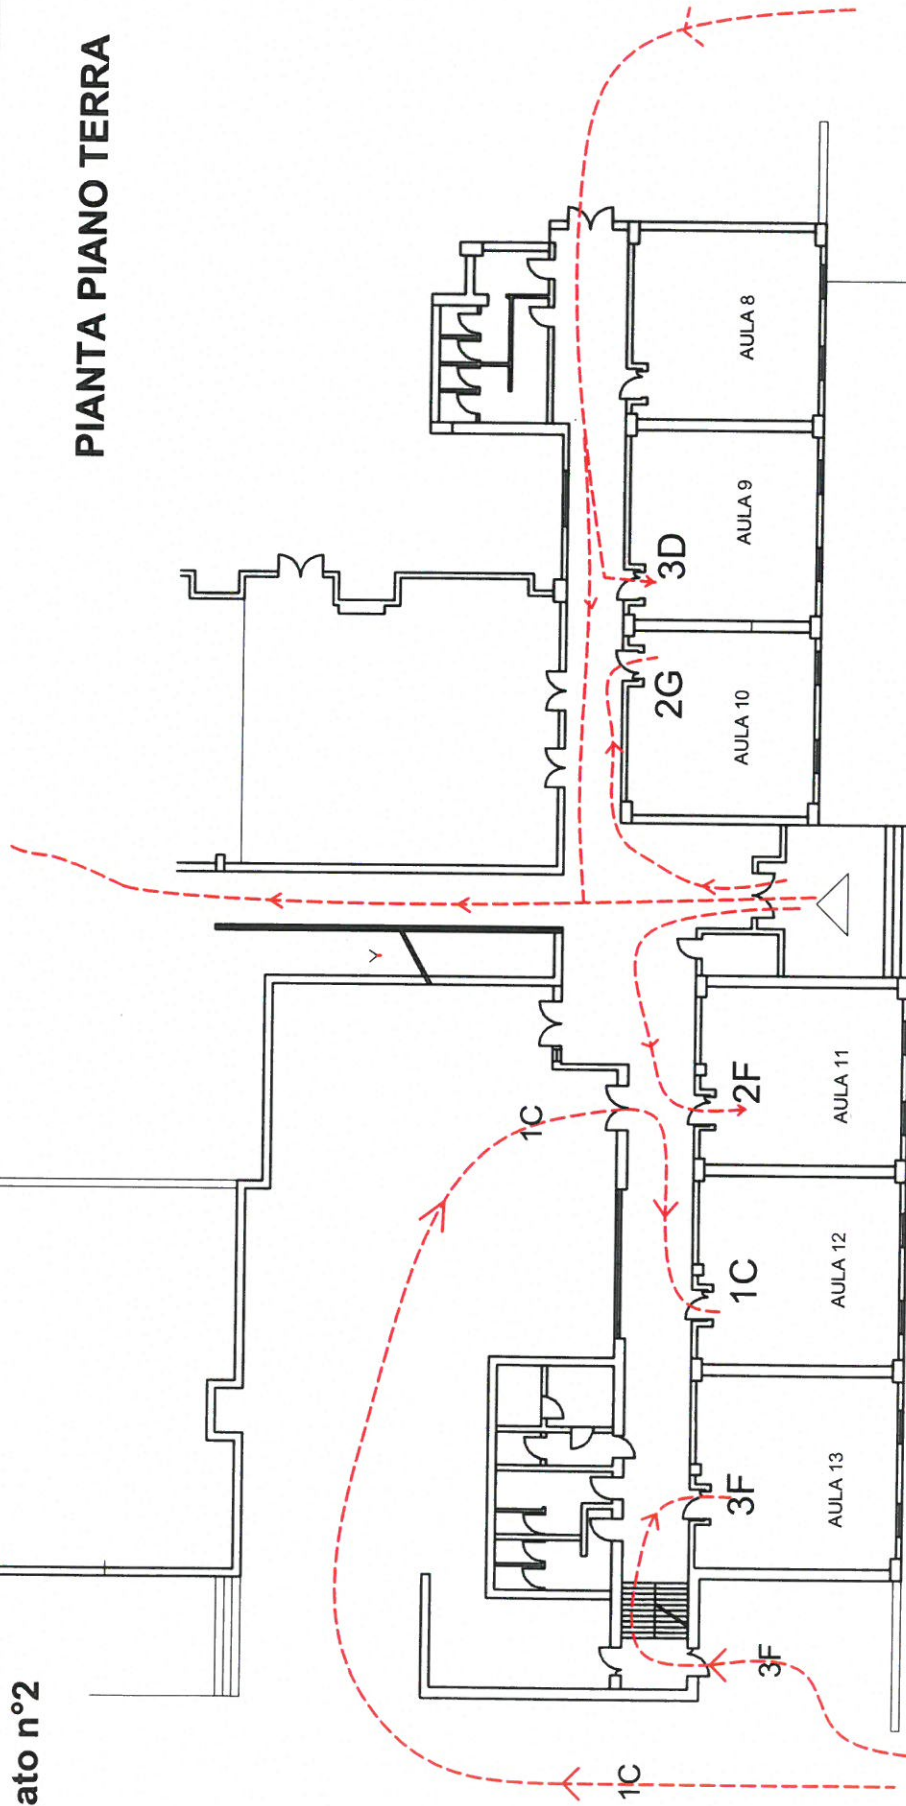 ato n°2
PIANTA PIANO TERRA
AULA 8
AULA 9
3D
AULA 10
2G
AULA 11
2F
1C
AULA 12
1C
AULA 13
3F
3F
1C